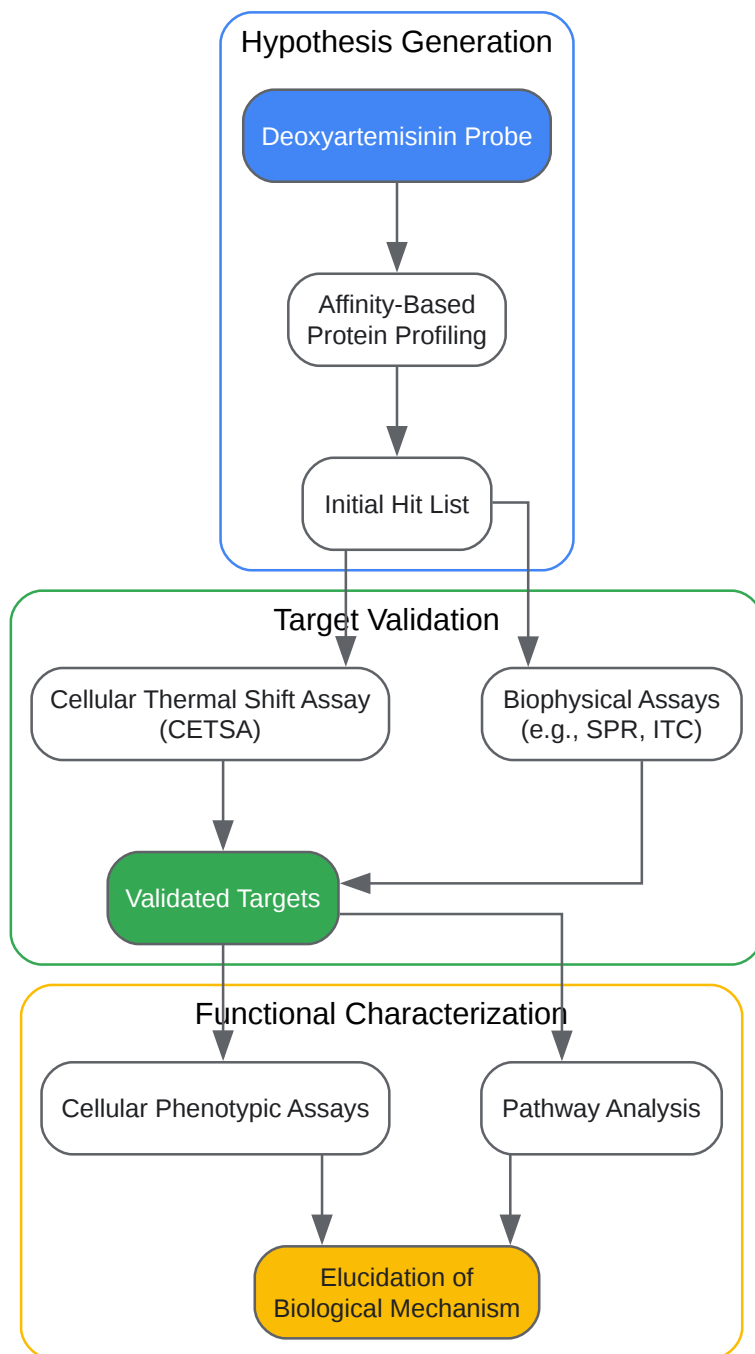 Hypothesis Generation
Deoxyartemisinin Probe
Affinity-Based
Protein Profiling
Initial Hit List
Target Validation
Cellular Thermal Shift Assay
(CETSA)
Biophysical Assays
(e.g., SPR, ITC)
Validated Targets
Functional Characterization
Cellular Phenotypic Assays
Pathway Analysis
Elucidation of
Biological Mechanism